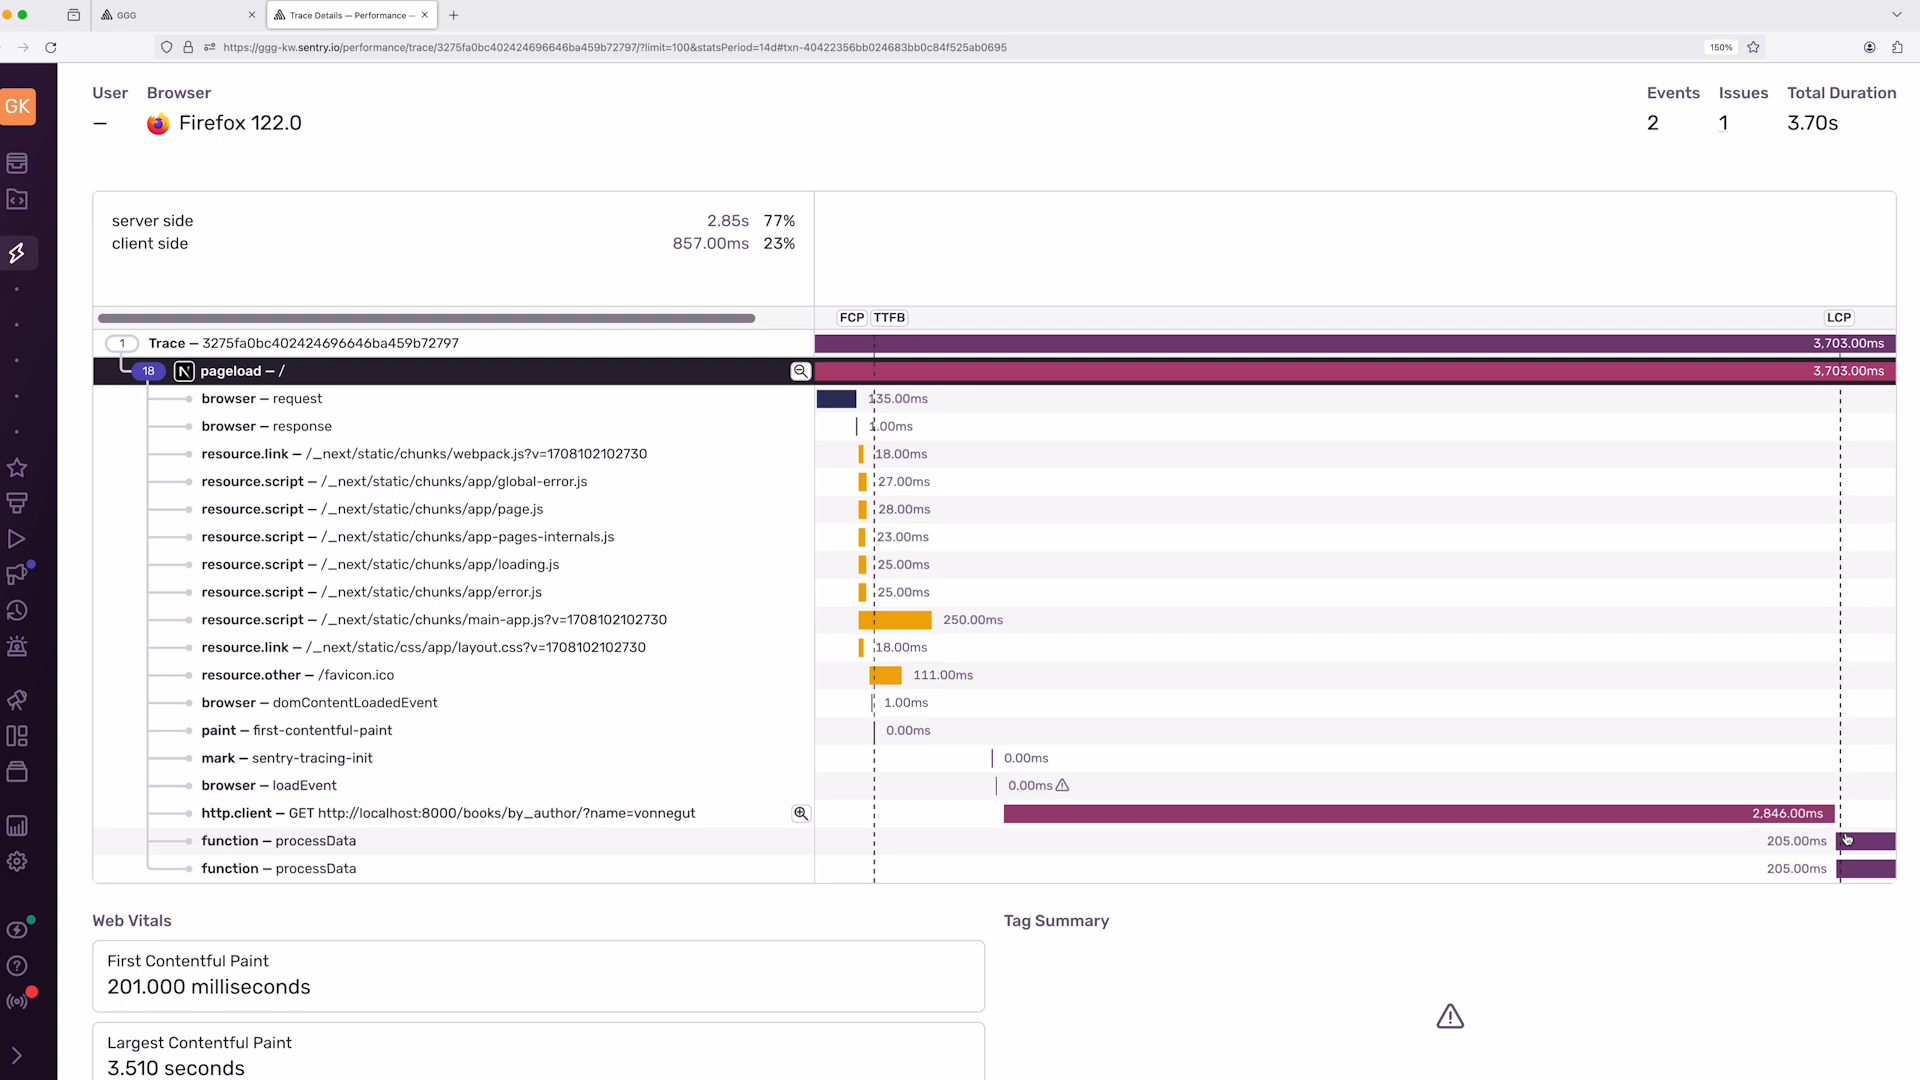 GGG
Trace Details — Performance —
https://ggg-kw.sentry.io/performance/trace/3275fa0bc402424696646ba459b72797/?limit=100&statsPeriod=14d#txn-40422356bb024683bb0c84f525ab0695
150%
GK
User Browser
– Firefox 122.0
Events Issues Total Duration
2 1 3.70s
server side 2.85s 77%
client side 857.00ms 23%
FCP TTFB LCP
1 Trace – 3275fa0bc402424696646ba459b72797 3,703.00ms
18 N pageload – / 3,703.00ms
browser – request 135.00ms
browser – response 1.00ms
resource.link – /_next/static/chunks/webpack.js?v=1708102102730 18.00ms
resource.script – /_next/static/chunks/app/global-error.js 27.00ms
resource.script – /_next/static/chunks/app/page.js 28.00ms
resource.script – /_next/static/chunks/app-pages-internals.js 23.00ms
resource.script – /_next/static/chunks/app/loading.js 25.00ms
resource.script – /_next/static/chunks/app/error.js 25.00ms
resource.script – /_next/static/chunks/main-app.js?v=1708102102730 250.00ms
resource.link – /_next/static/css/app/layout.css?v=1708102102730 18.00ms
resource.other – /favicon.ico 111.00ms
browser – domContentLoadedEvent 1.00ms
paint – first-contentful-paint 0.00ms
mark – sentry-tracing-init 0.00ms
browser – loadEvent 0.00ms
http.client – GET http://localhost:8000/books/by_author/?name=vonnegut 2,846.00ms
function – processData 205.00ms
function – processData 205.00ms
Web Vitals
First Contentful Paint
201.000 milliseconds
Largest Contentful Paint
3.510 seconds
Tag Summary